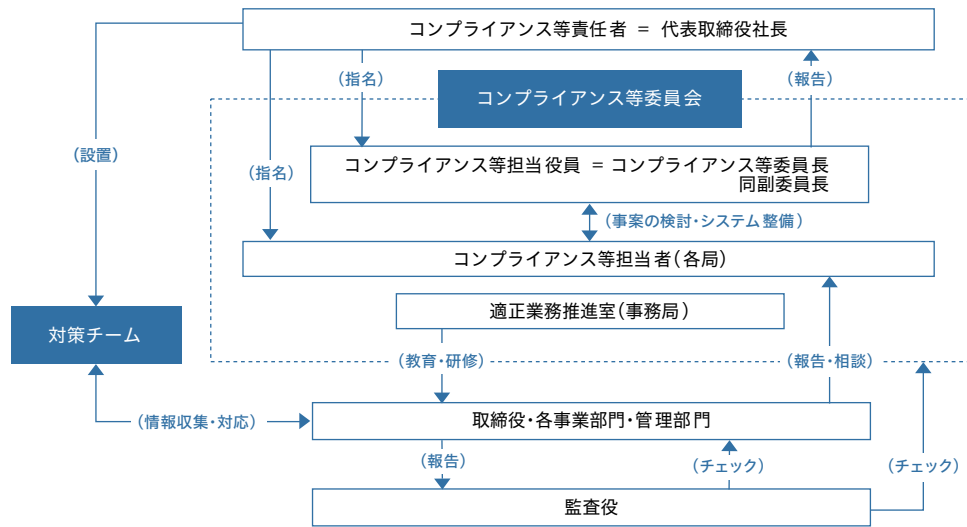 コンプライアンス等責任者 = 代表取締役社長
(指名)
(報告)
(指名)
コンプライアンス等委員会
(設置)
コンプライアンス等担当役員 = コンプライアンス等委員長
同副委員長
(事案の検討・システム整備)
コンプライアンス等担当者(各局)
適正業務推進室(事務局)
対策チーム
(教育・研修)
(報告・相談)
(情報収集・対応)
取締役・各事業部門・管理部門
(報告)
(チェック)
(チェック)
監査役